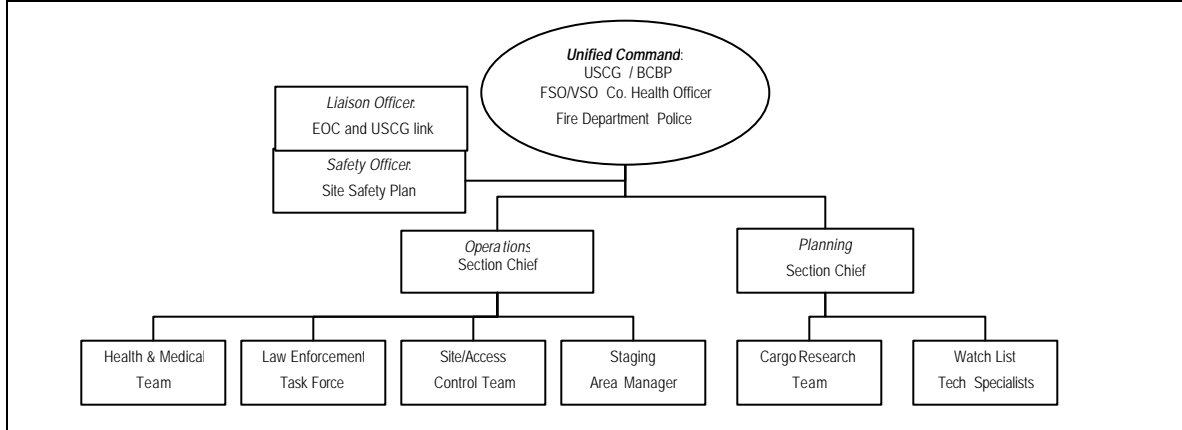 Unified Command:
USCG / BCBP
FSO/VSO Co. Health Officer
Fire Department Police
Liaison Officer:
EOC and USCG link
Safety Officer:
Site Safety Plan
Operations
Section Chief
Planning
Section Chief
Health & Medical
Team
Law Enforcement
Task Force
Site/Access
Control Team
Staging
Area Manager
Cargo Research
Team
Watch List
Tech Specialists